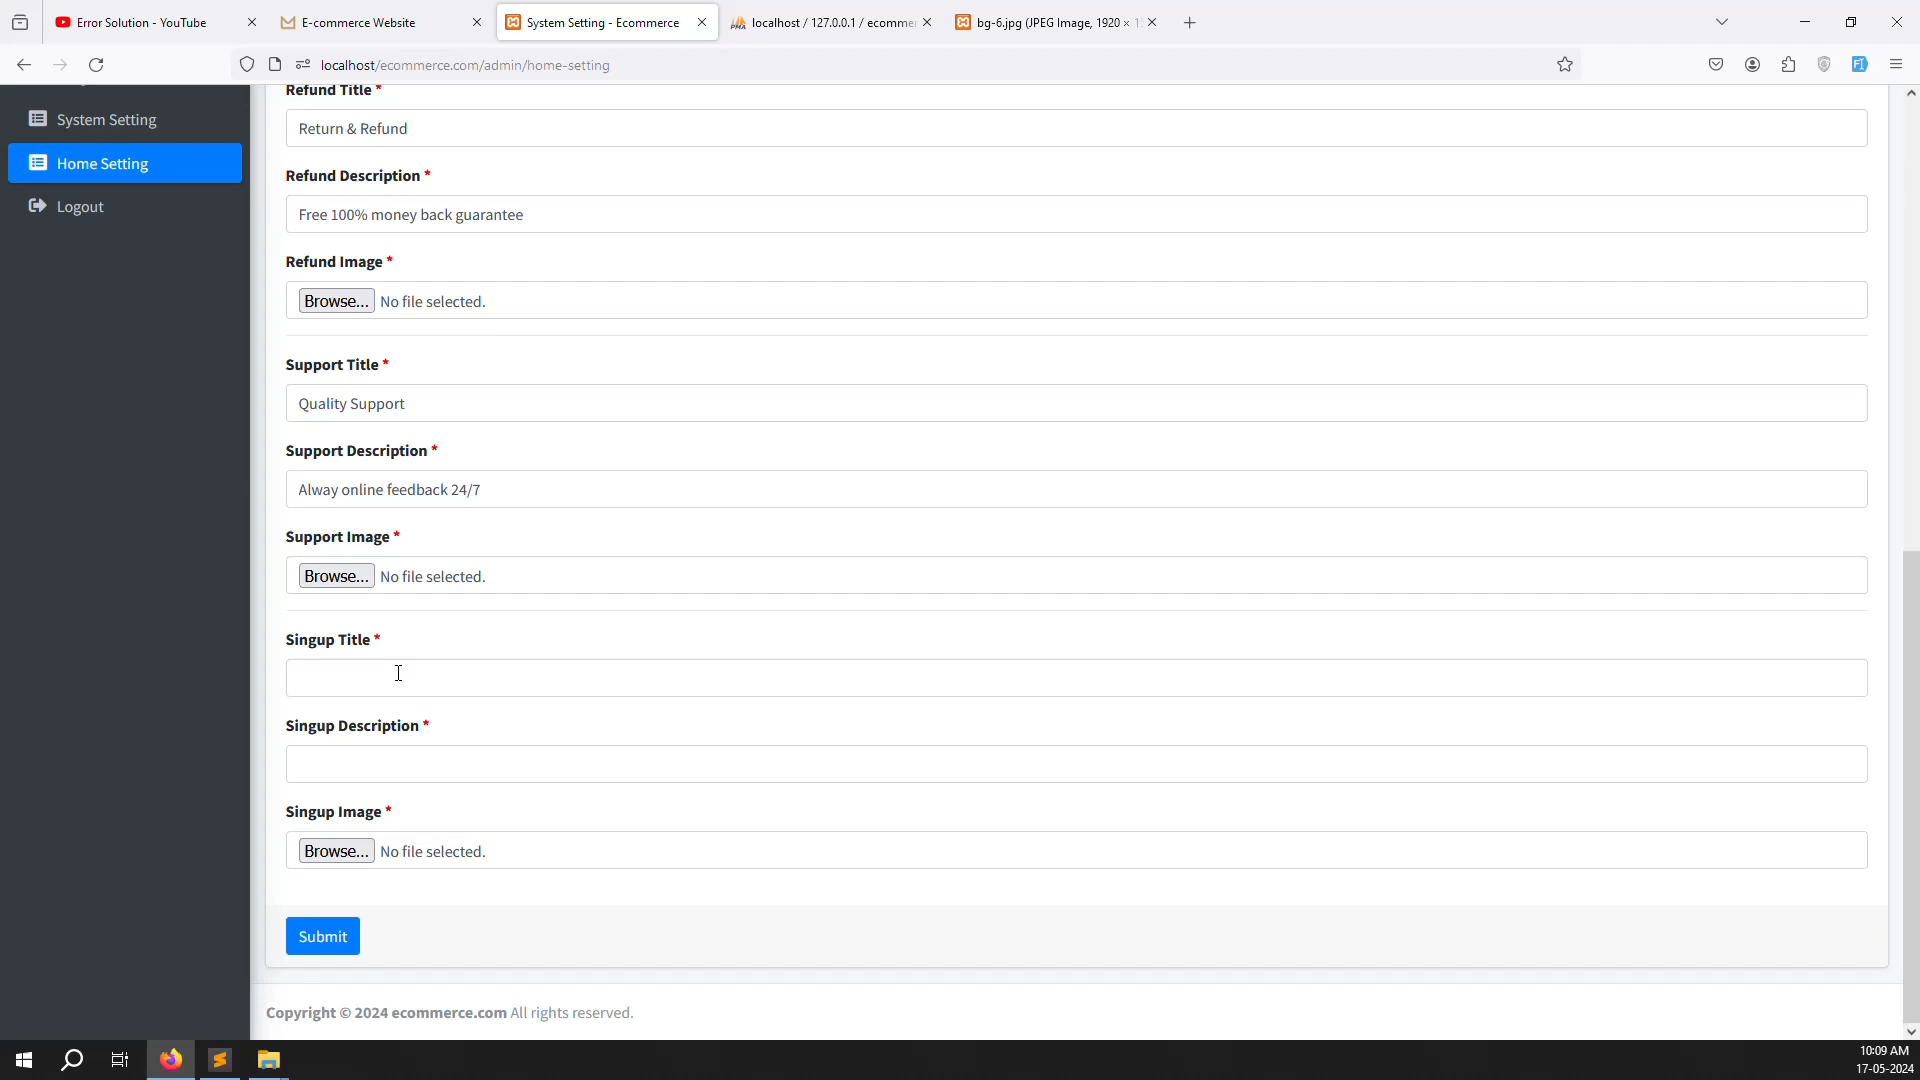 Error Solution - YouTube
E-commerce Website
System Setting - Ecommerce
localhost / 127.0.0.1 / ecomme
bg-6.jpg (JPEG Image, 1920 ×
localhost/ecommerce.com/admin/home-setting
System Setting
Home Setting
Logout
Refund Title *
Return & Refund
Refund Description *
Free 100% money back guarantee
Refund Image *
Browse... No file selected.
Support Title *
Quality Support
Support Description *
Alway online feedback 24/7
Support Image *
Browse... No file selected.
Singup Title *
Singup Description *
Singup Image *
Browse... No file selected.
Submit
Copyright © 2024 ecommerce.com All rights reserved.
10:09 AM
17-05-2024